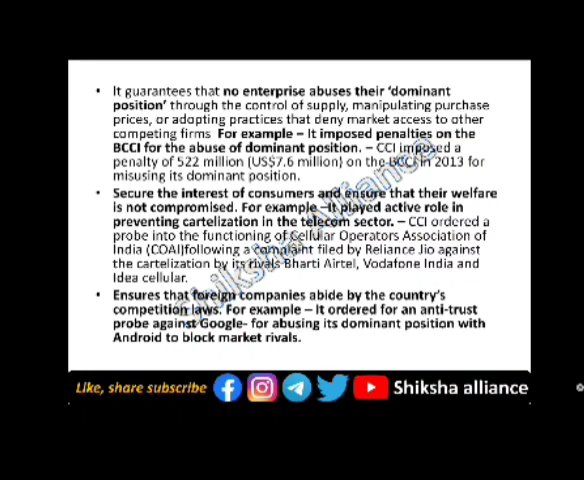 • It guarantees that no enterprise abuses their ‘dominant
position’ through the control of supply, manipulating purchase
prices, or adopting practices that deny market access to other
competing firms For example – It imposed penalties on the
BCCI for the abuse of dominant position. – CCI imposed a
penalty of 522 million (US$7.6 million) on the BCCI in 2013 for
misusing its dominant position.
• Secure the interest of consumers and ensure that their welfare
is not compromised. For example –It played active role in
preventing cartelization in the telecom sector. – CCI ordered a
probe into the functioning of Cellular Operators Association of
India (COAI)following a complaint filed by Reliance Jio against
the cartelization by its rivals Bharti Airtel, Vodafone India and
Idea cellular.
• Ensures that foreign companies abide by the country’s
competition laws. For example – It ordered for an anti-trust
probe against Google- for abusing its dominant position with
Android to block market rivals.
Shiksha Alliance
Like, share subscribe Shiksha alliance